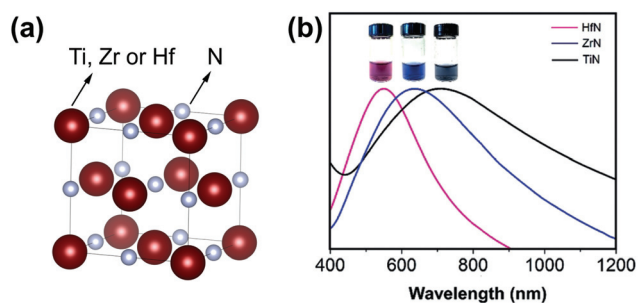 (a)
Ti, Zr or Hf
N
(b)
HfN
ZrN
TiN
400
600
800
1000
1200
Wavelength (nm)